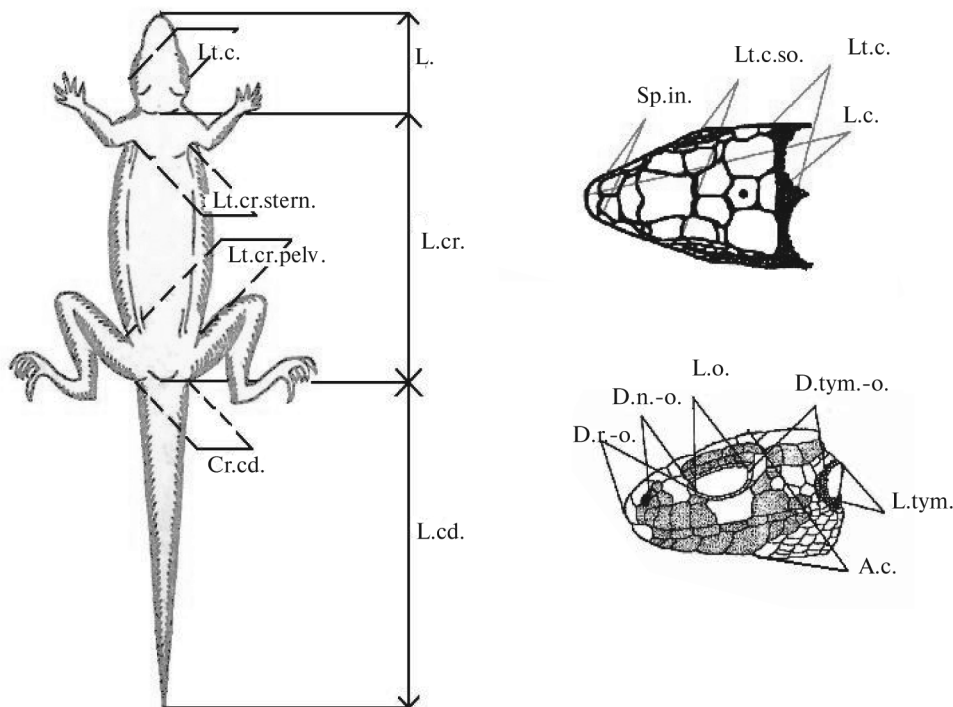 Lt.c.
L.
Lt.cr.stern.
Lt.cr.pelv.
L.cr.
Cr.cd.
L.cd.
Lt.c.so.
Lt.c.
Sp.in.
L.c.
L.o.
D.n.-o.
D.tym.-o.
D.r.-o.
L.tym.
A.c.